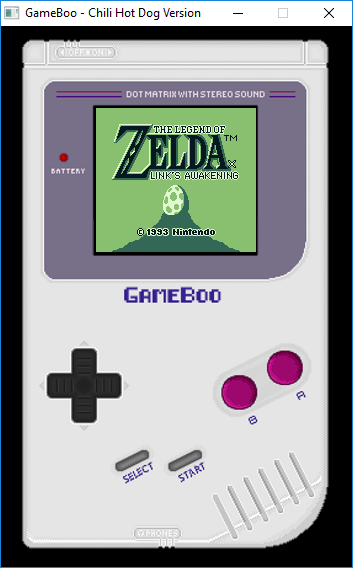 GameBoo - Chili Hot Dog Version
DOT MATRIX WITH STEREO SOUND
BATTERY
THE LEGEND OF
ZELDA
TM
LINK'S AWAKENING
© 1993 Nintendo
GAMEBOO
B A
SELECT START
PHONES